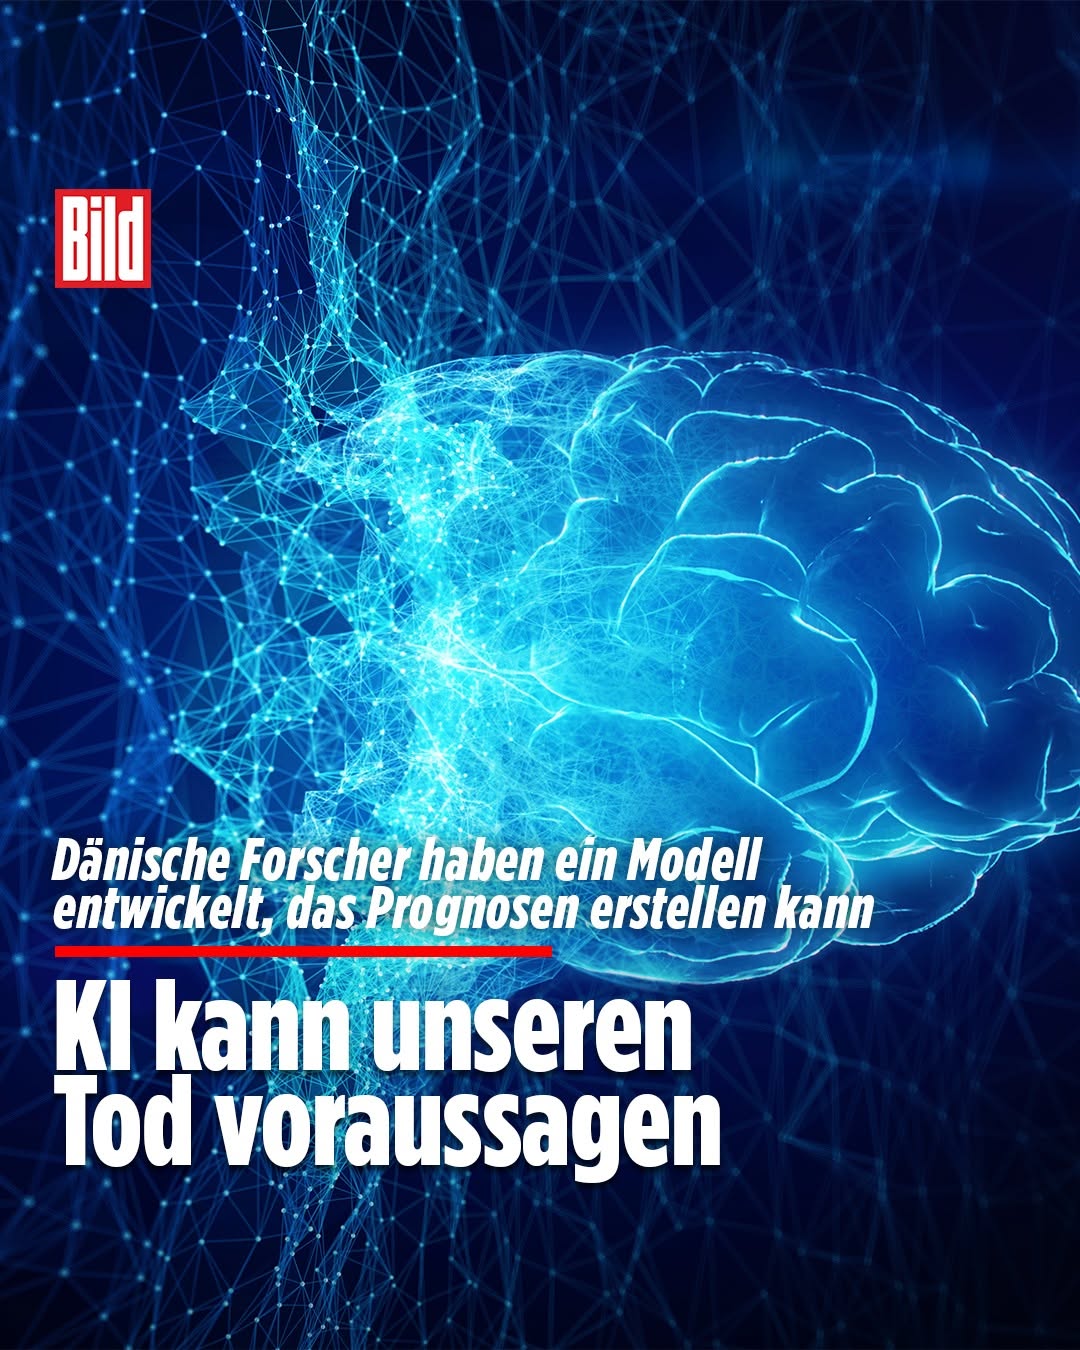 Bild
Dänische Forscher haben ein Modell
entwickelt, das Prognosen erstellen kann
KI kann unseren
Tod voraussagen